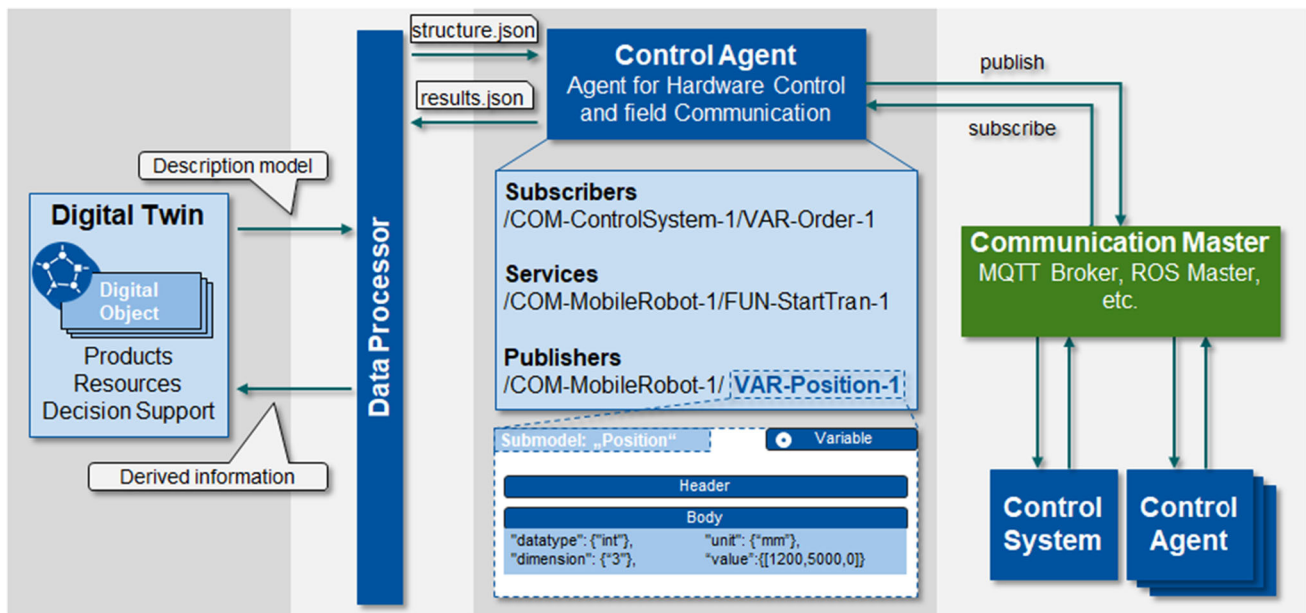 structure.json
results.json
Control Agent
Agent for Hardware Control
and field Communication
publish
subscribe
Description model
Digital Twin
Digital
Object
Products
Resources
Decision Support
Derived information
Data Processor
Subscribers
/COM-ControlSystem-1/VAR-Order-1
Services
/COM-MobileRobot-1/FUN-StartTran-1
Publishers
/COM-MobileRobot-1/ VAR-Position-1
Submodel: „Position“
Variable
Header
Body
"datatype": {"int"}, "unit": {“mm”},
"dimension": {“3”}, “value”:{[1200,5000,0]}
Communication Master
MQTT Broker, ROS Master,
etc.
Control
System
Control
Agent